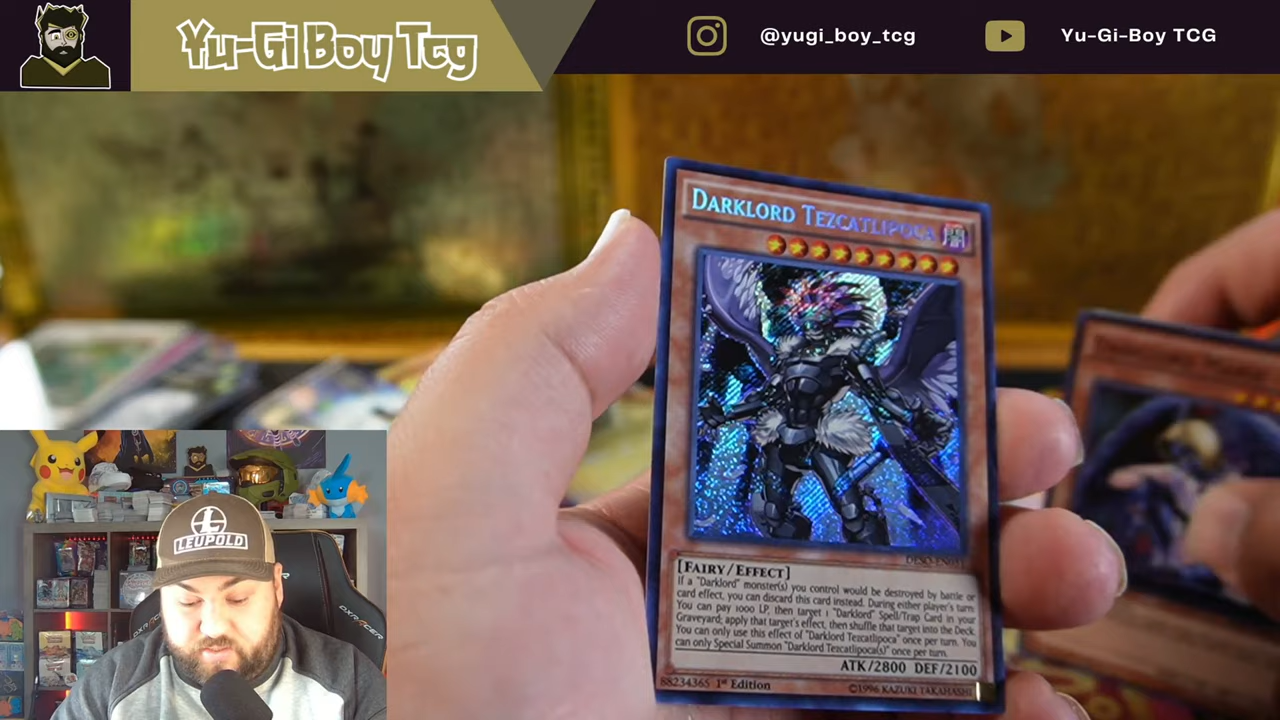 Yu-Gi Boy Tcg
@yugi_boy_tcg
Yu-Gi-Boy TCG
DARKLORD TEZCATLIPOCA
[FAIRY/EFFECT]
If a "Darklord" monster(s) you control would be destroyed by battle or
card effect, you can discard this card instead. During either player's turn:
You can pay 1000 LP, then target 1 "Darklord" Spell/Trap Card in your
Graveyard; apply that target's effect, then shuffle that target into the Deck.
You can only use this effect of "Darklord Tezcatlipoca" once per turn. You
can only Special Summon "Darklord Tezcatlipoca(s)" once per turn.
ATK/2800 DEF/2100
88234365 1st Edition
©1996 KAZUKI TAKAHASHI
LEUPOLD
DXRACER